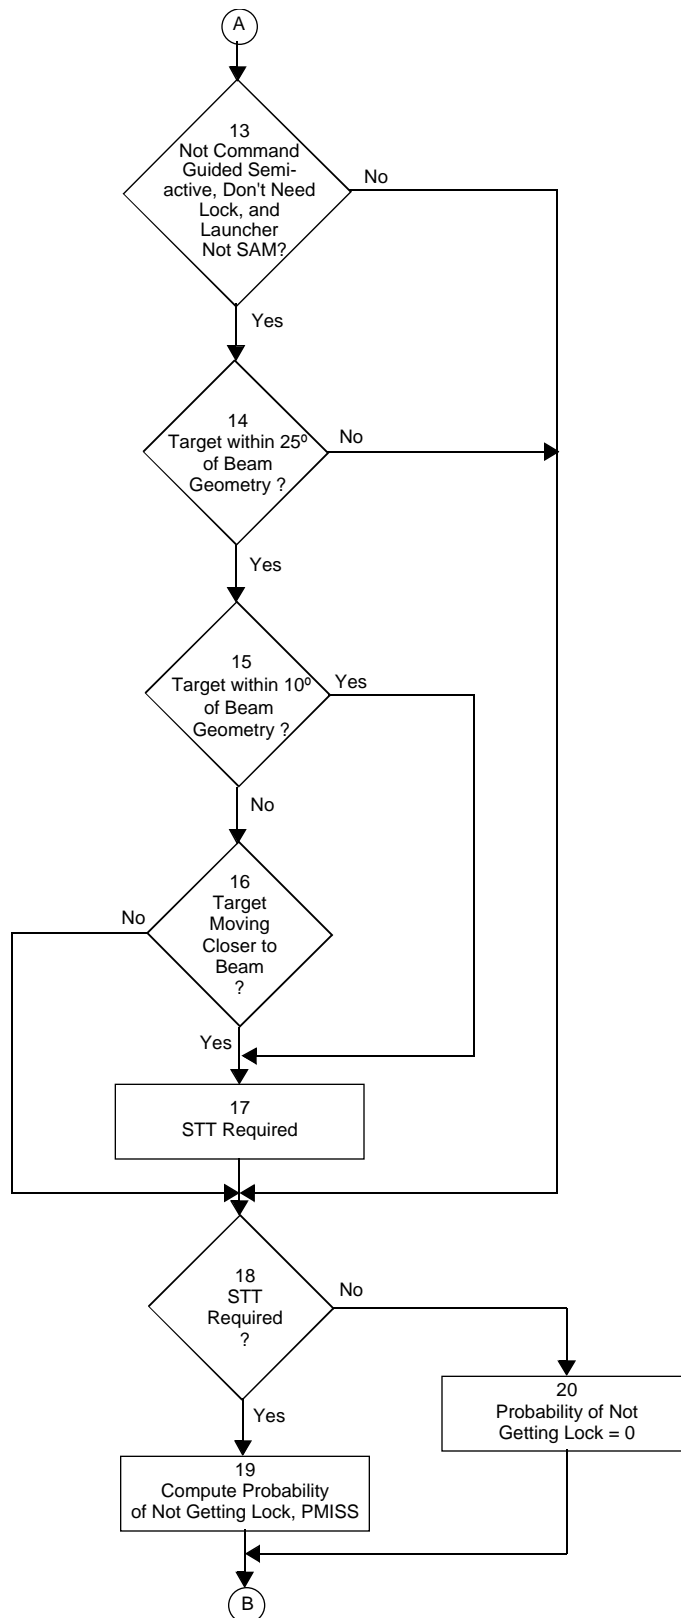 A
13
Not Command
Guided Semi-
active, Don't Need
Lock, and
Launcher
Not SAM?
No
Yes
14
Target within 25º
of Beam
Geometry ?
No
Yes
15
Target within 10º
of Beam
Geometry ?
Yes
No
16
Target
Moving
Closer to
Beam
?
No
Yes
17
STT Required
18
STT
Required
?
No
Yes
20
Probability of Not
Getting Lock = 0
19
Compute Probability
of Not Getting Lock, PMISS
B